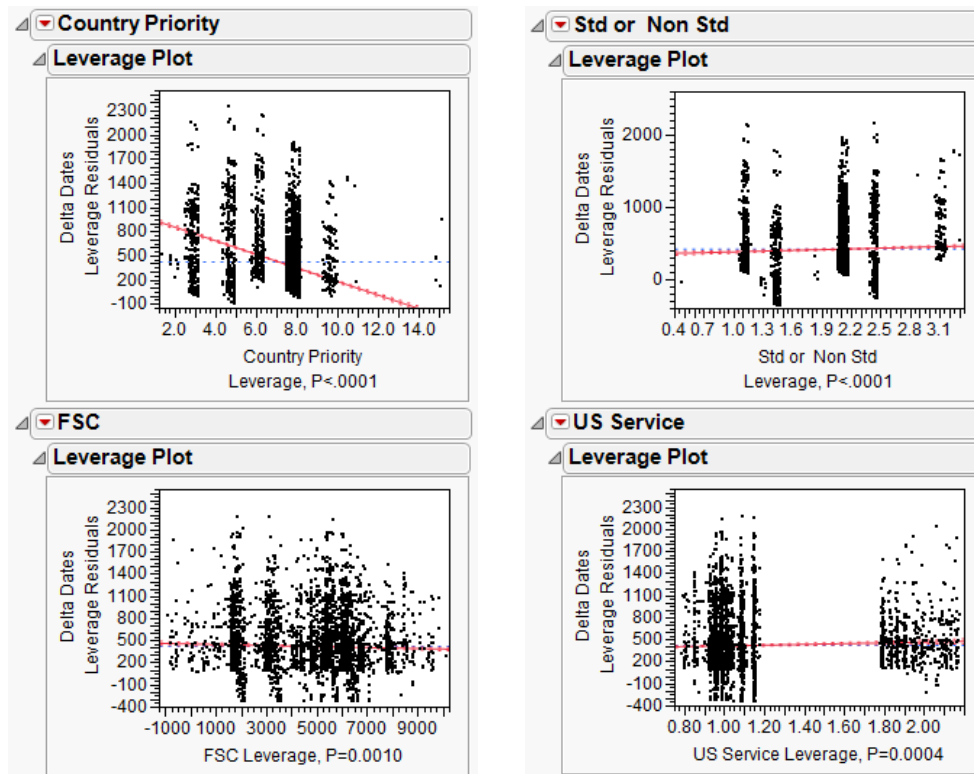 Country Priority
Leverage Plot
2300
2000
1700
1400
1100
800
500
200
-100
Delta Dates
Leverage Residuals
2.0 4.0 6.0 8.0 10.0 12.0 14.0
Country Priority
Leverage, P<.0001
Std or Non Std
Leverage Plot
2000
1000
0
Delta Dates
Leverage Residuals
0.4 0.7 1.0 1.3 1.6 1.9 2.2 2.5 2.8 3.1
Std or Non Std
Leverage, P<.0001
FSC
Leverage Plot
2300
2000
1700
1400
1100
800
500
200
-100
-400
Delta Dates
Leverage Residuals
-1000 1000 3000 5000 7000 9000
FSC Leverage, P=0.0010
US Service
Leverage Plot
2300
2000
1700
1400
1100
800
500
200
-100
-400
Delta Dates
Leverage Residuals
0.80 1.00 1.20 1.40 1.60 1.80 2.00
US Service Leverage, P=0.0004